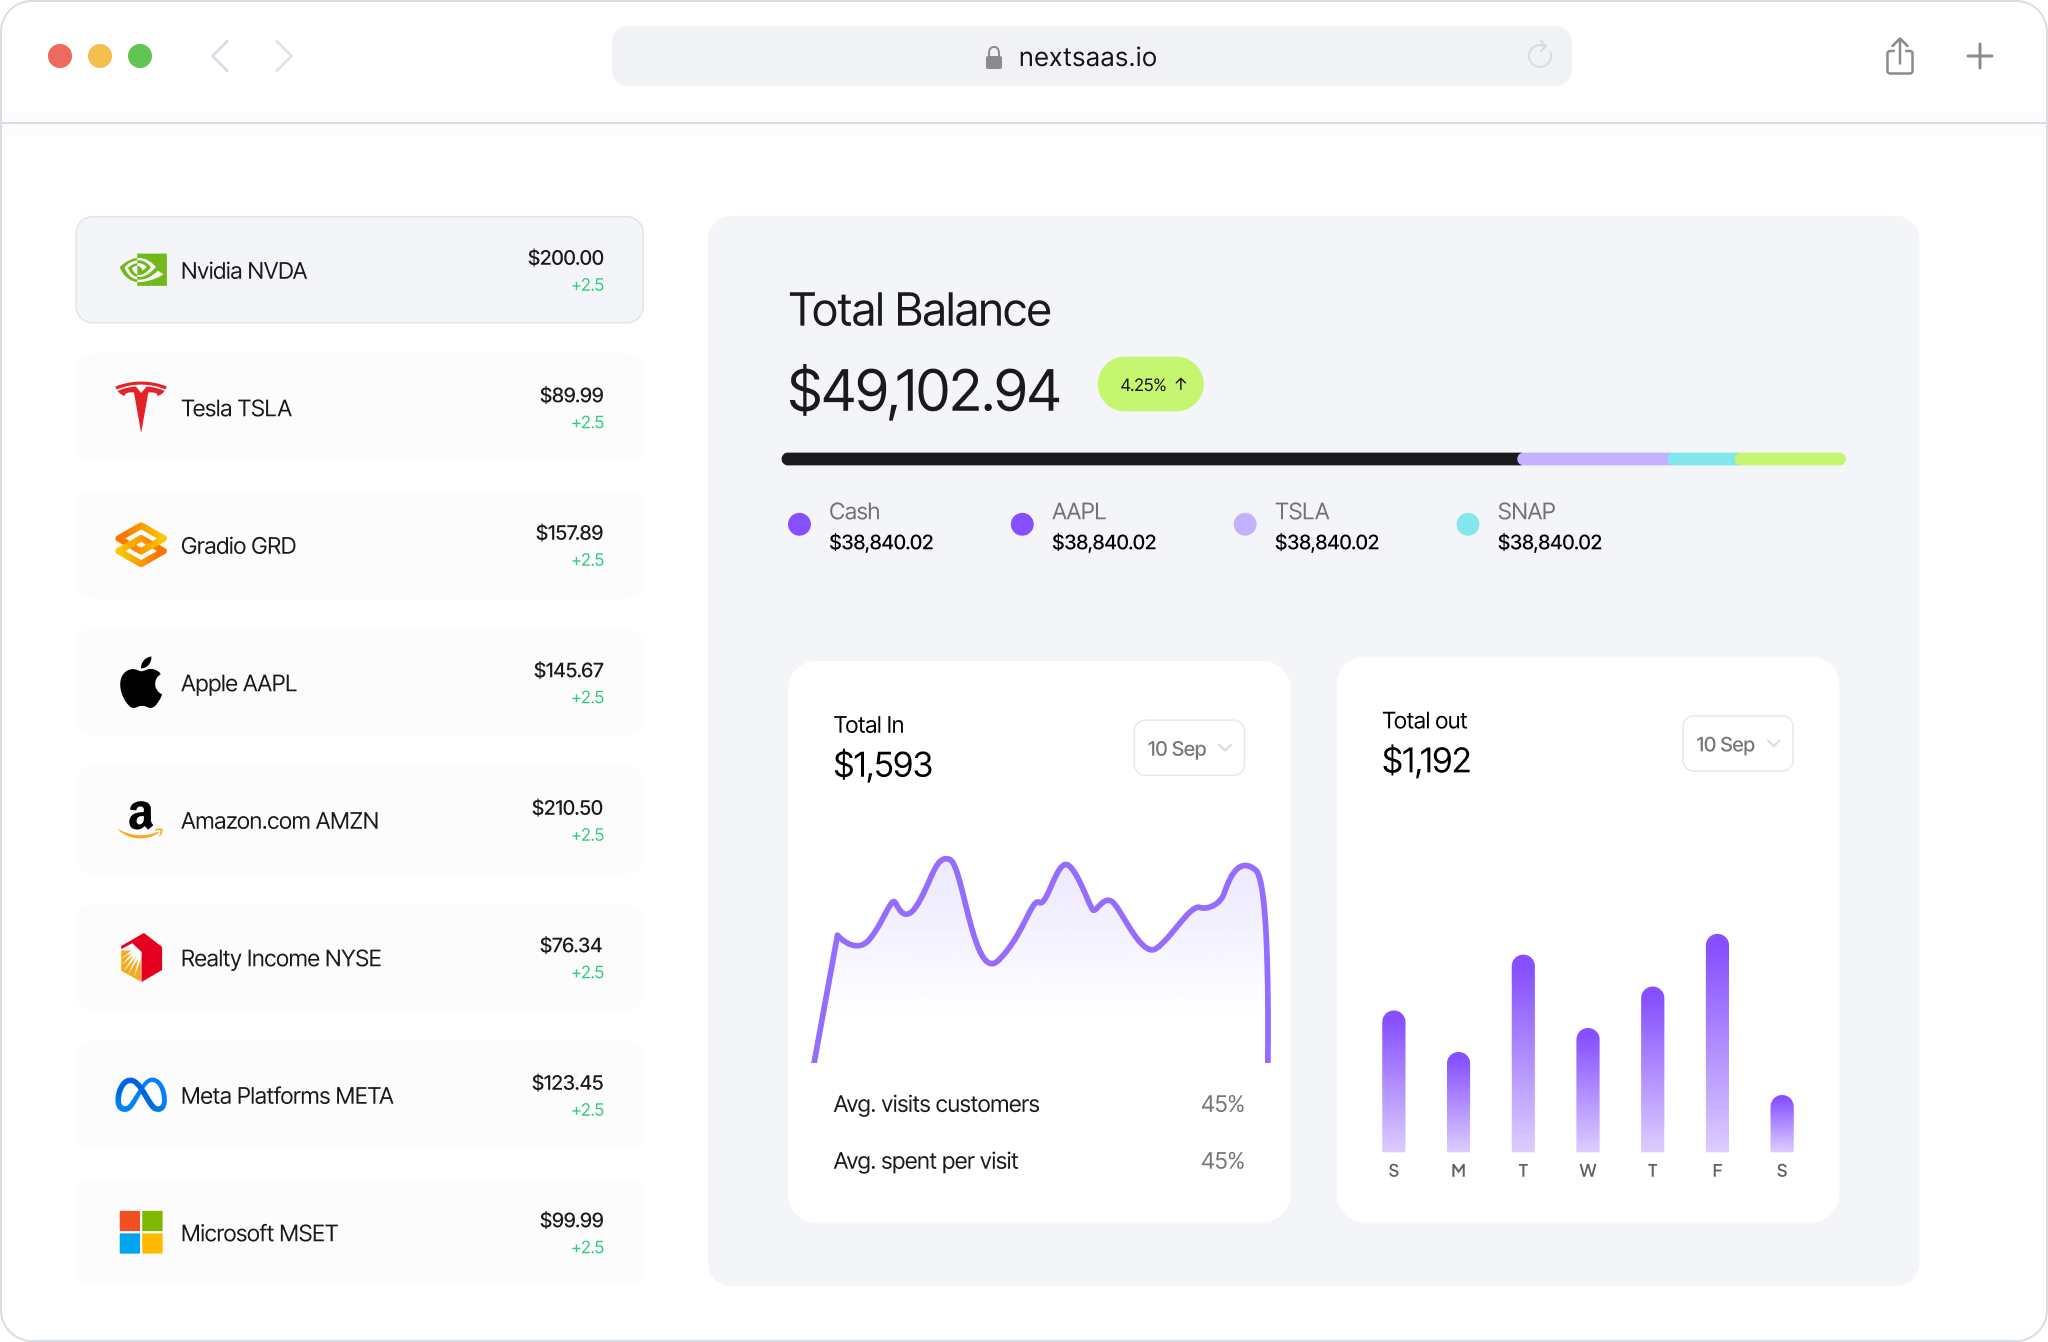 nextsaas.io
Nvidia NVDA
$200.00
+2.5
Tesla TSLA
$89.99
+2.5
Gradio GRD
$157.89
+2.5
Apple AAPL
$145.67
+2.5
a
Amazon.com AMZN
$210.50
+2.5
Realty Income NYSE
$76.34
+2.5
Meta Platforms META
$123.45
+2.5
Microsoft MSET
$99.99
+2.5
Total Balance
$49,102.94
4.25% ↑
Cash
$38,840.02
AAPL
$38,840.02
TSLA
$38,840.02
SNAP
$38,840.02
Total In
$1,593
10 Sep
Avg. visits customers 45%
Avg. spent per visit 45%
Total out
$1,192
10 Sep
S M T W T F S